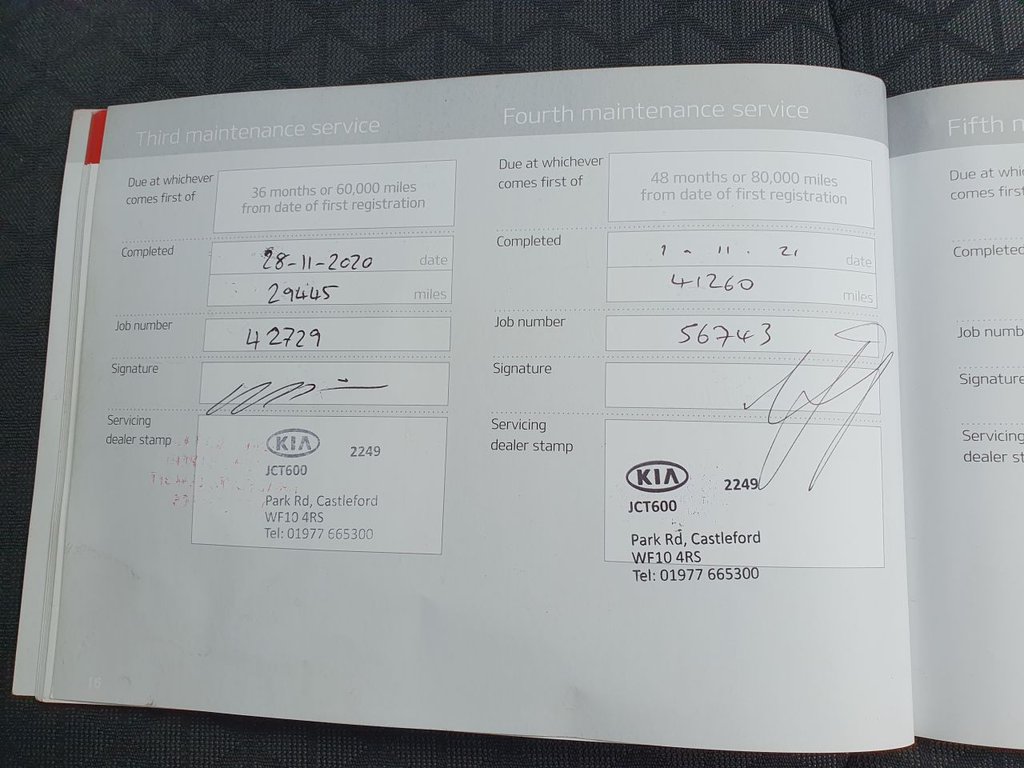 Third maintenance service
Due at whichever
comes first of
36 months or 60,000 miles
from date of first registration
Completed
28-11-2020 date
29445 miles
Job number
42729
Signature
Servicing
dealer stamp
KIA
2249
JCT600
Park Rd, Castleford
WF10 4RS
Tel: 01977 665300
16
Fourth maintenance service
Due at whichever
comes first of
48 months or 80,000 miles
from date of first registration
Completed
1 - 11 . 21 date
41260 miles
Job number
56743
Signature
Servicing
dealer stamp
KIA
2249
JCT600
Park Rd, Castleford
WF10 4RS
Tel: 01977 665300
Fifth
Due at
comes first
Completed
Job
Signature
Servicing
dealer